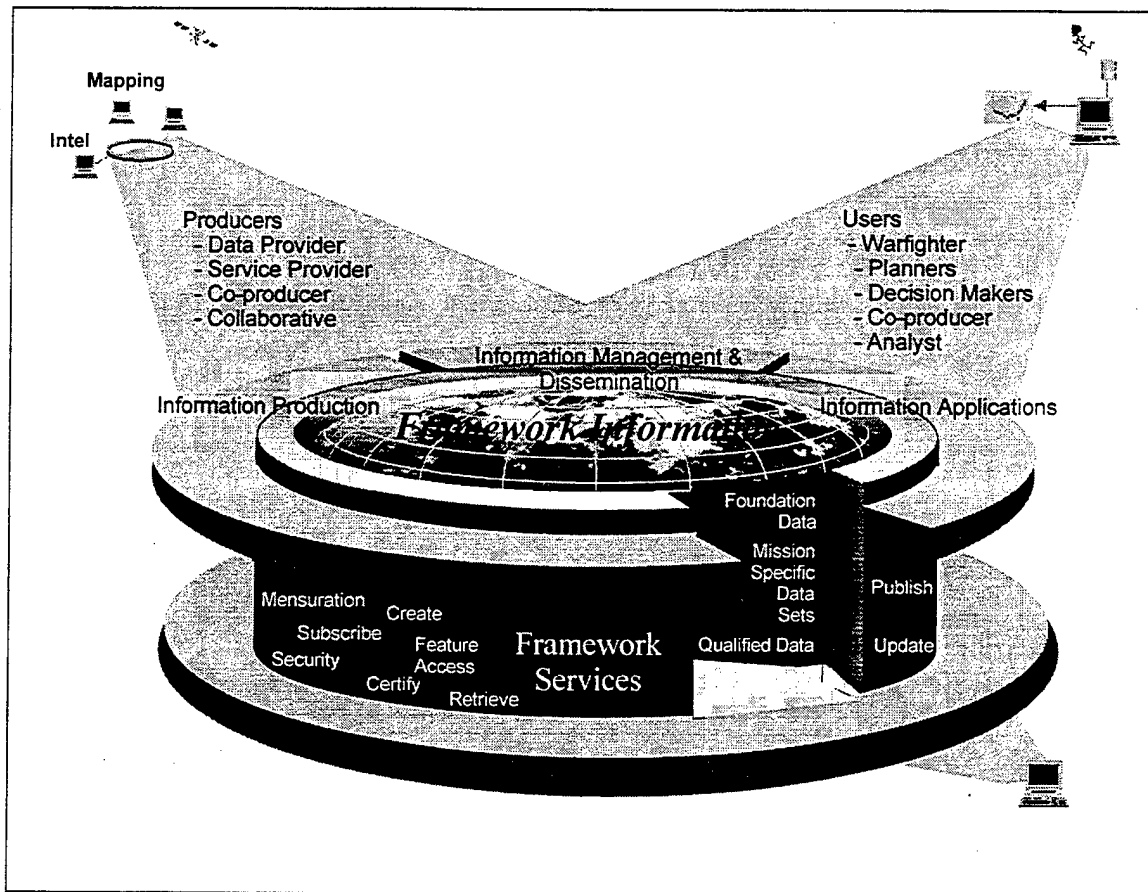 Mapping
Intel
Producers
- Data Provider
- Service Provider
- Co-producer
- Collaborative
Users
- Warfighter
- Planners
- Decision Makers
- Co-producer
- Analyst
Information Management &
Dissemination
Information Production
Information Applications
Framework Informatio
Foundation
Data
Mission
Specific
Data
Sets
Qualified Data
Publish
Update
Mensuration
Create
Subscribe
Feature
Access
Security
Certify
Retrieve
Framework
Services